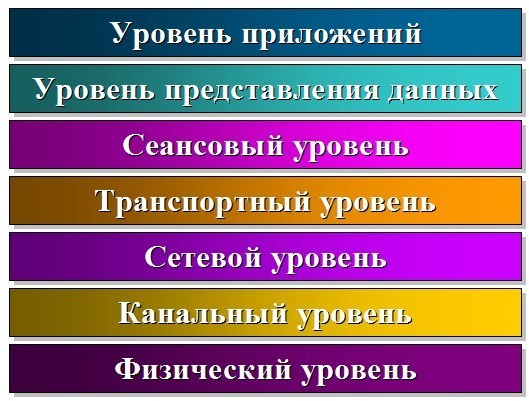 Уровень приложений
Уровень представления данных
Сеансовый уровень
Транспортный уровень
Сетевой уровень
Канальный уровень
Физический уровень